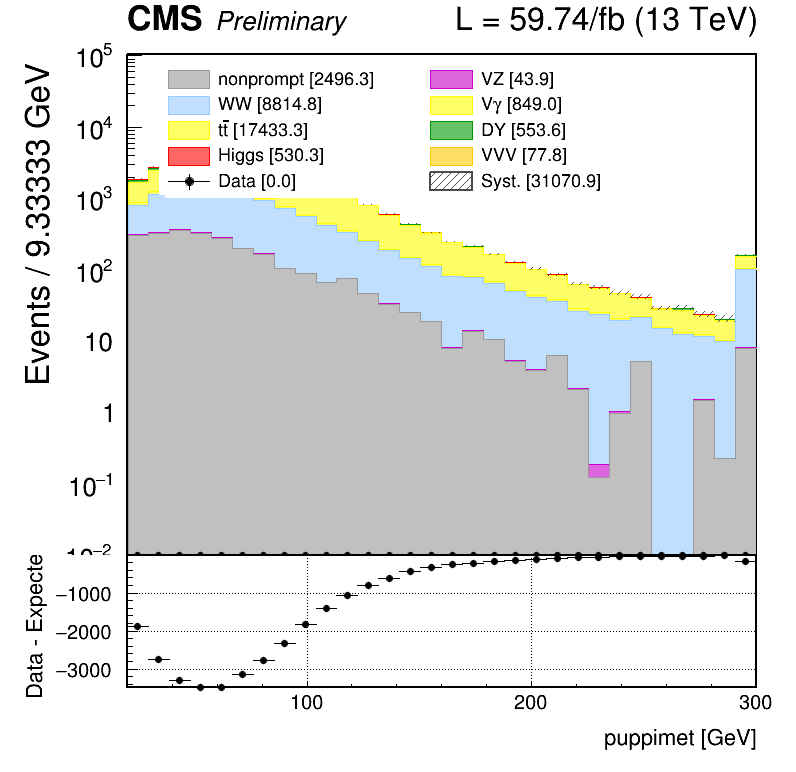 CMS Preliminary L = 59.74/fb (13 TeV)
Events / 9.33333 GeV
10⁵
10⁴
10³
10²
10
1
10⁻¹
10⁻²
nonprompt [2496.3]
WW [8814.8]
tt̄ [17433.3]
Higgs [530.3]
Data [0.0]
VZ [43.9]
Vγ [849.0]
DY [553.6]
VVV [77.8]
Syst. [31070.9]
Data - Expecte
−1000
−2000
−3000
100 200 300
puppimet [GeV]